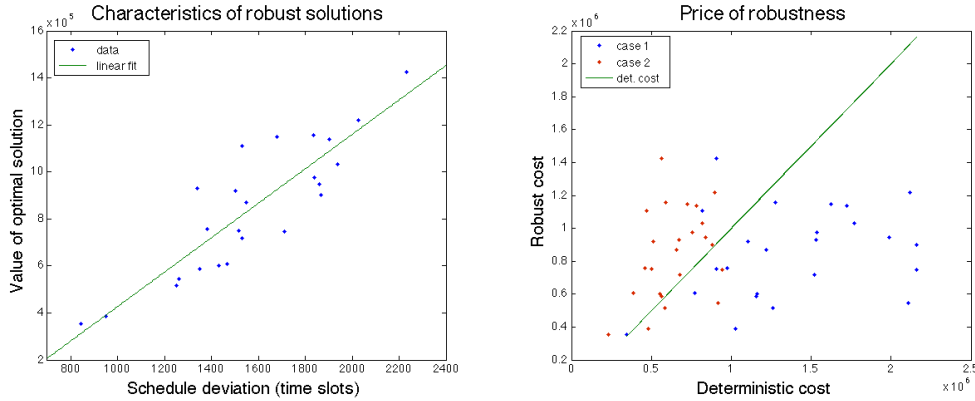 Characteristics of robust solutions
× 10^5
16
14
12
10
8
6
4
2
800 1000 1200 1400 1600 1800 2000 2200 2400
Value of optimal solution
Schedule deviation (time slots)
data
linear fit
Price of robustness
× 10^6
2.2
2
1.8
1.6
1.4
1.2
1
0.8
0.6
0.4
0.2
0 0.5 1 1.5 2 2.5
× 10^6
Robust cost
Deterministic cost
case 1
case 2
det. cost